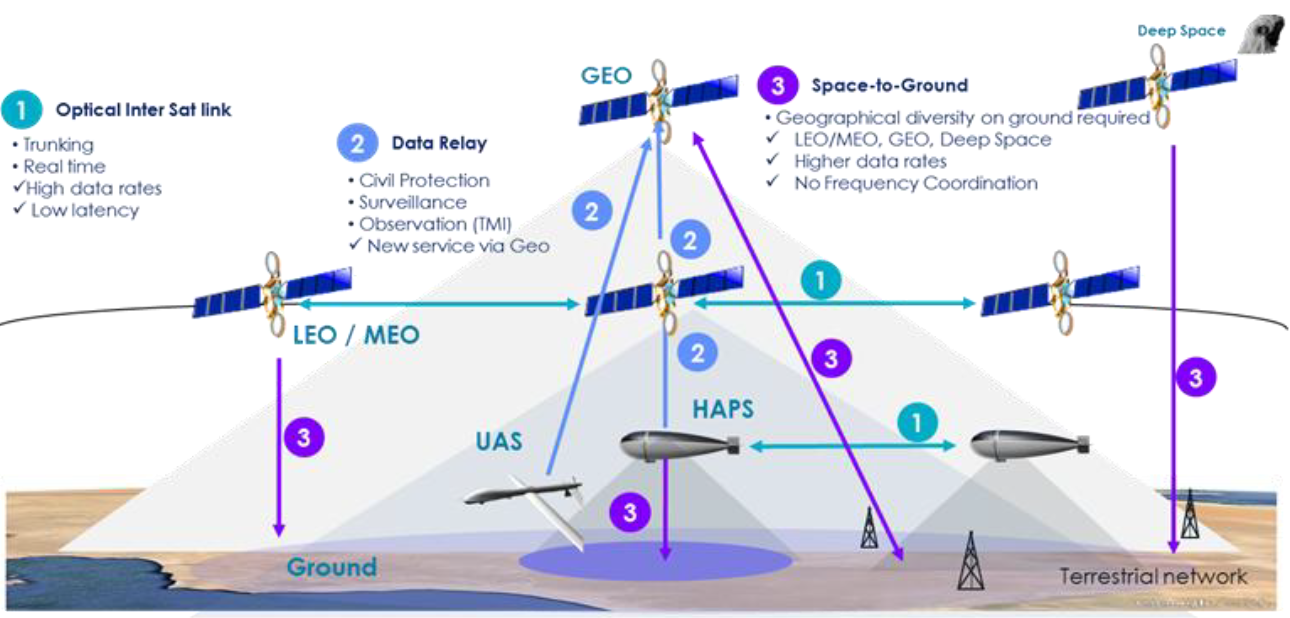 Deep Space
GEO
1 Optical Inter Sat link
• Trunking
• Real time
✓High data rates
✓ Low latency
2 Data Relay
• Civil Protection
• Surveillance
• Observation (TMI)
✓ New service via Geo
3 Space-to-Ground
• Geographical diversity on ground required
✓ LEO/MEO, GEO, Deep Space
✓ Higher data rates
✓ No Frequency Coordination
2
2
1
LEO / MEO
2
3
3
HAPS
1
3
UAS
3
Ground
Terrestrial network